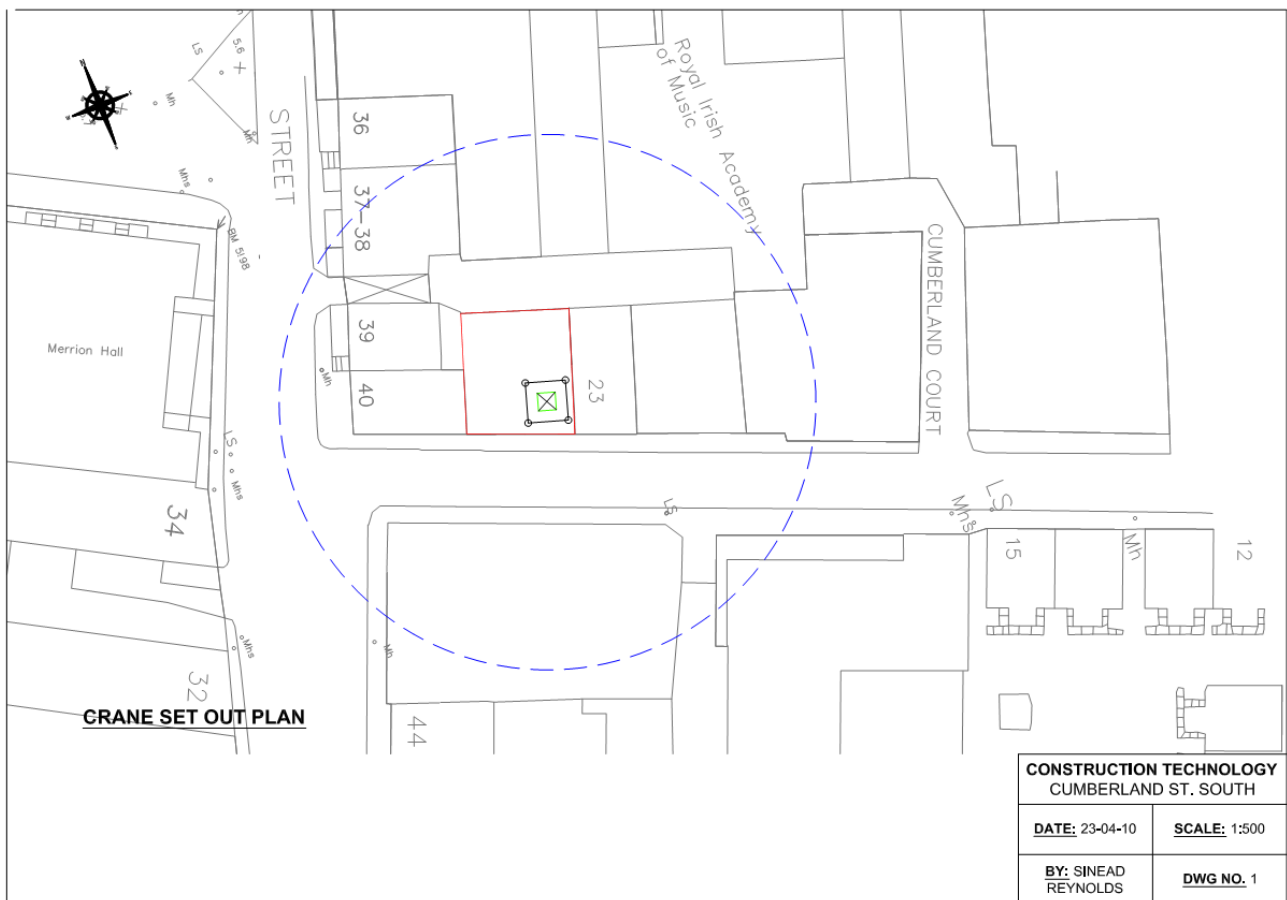 LS
5.6
Mh
Mh
Mhs
STREET
BM 5198
36
37–38
Royal Irish Academy
of Music
CUMBERLAND COURT
39
40
23
Mh
Merrion Hall
LS
Mhs
34
LS
Mhs
LS
15
Mh
12
Mhs
32
Mh
44
CRANE SET OUT PLAN
CONSTRUCTION TECHNOLOGY
CUMBERLAND ST. SOUTH
DATE: 23-04-10
SCALE: 1:500
BY: SINEAD
REYNOLDS
DWG NO. 1